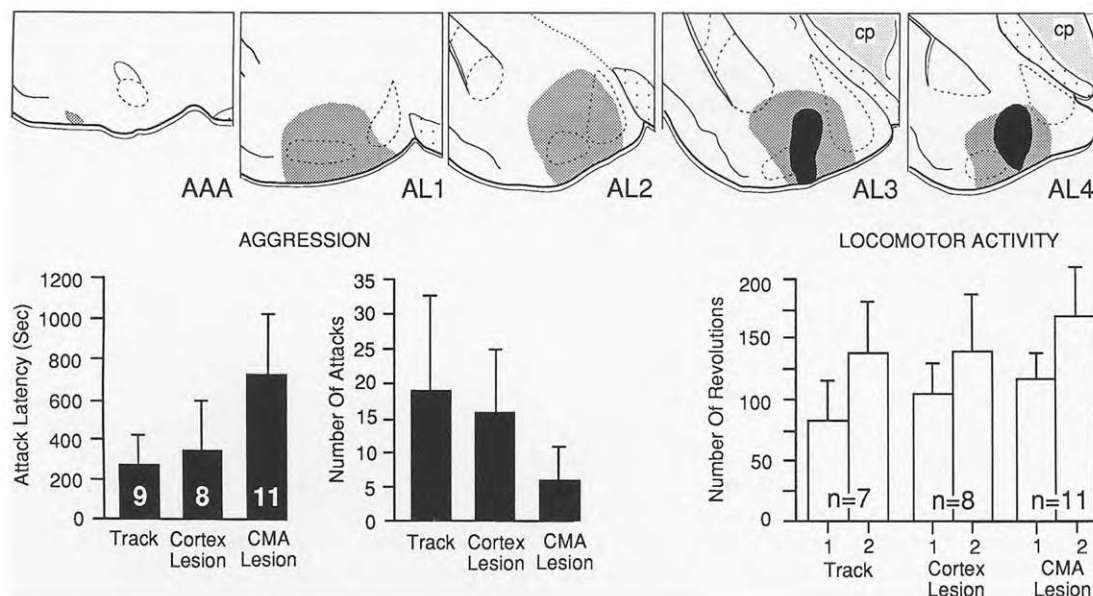 cp
cp
AAA
AL1
AL2
AL3
AL4
AGGRESSION
Attack Latency (Sec)
1200
1000
800
600
400
200
0
9
8
11
Track
Cortex
Lesion
CMA
Lesion
Number Of Attacks
35
30
25
20
15
10
5
0
Track
Cortex
Lesion
CMA
Lesion
LOCOMOTOR ACTIVITY
Number Of Revolutions
200
150
100
50
0
n=7
n=8
n=11
1 2
1 2
1 2
Track
Cortex
Lesion
CMA
Lesion